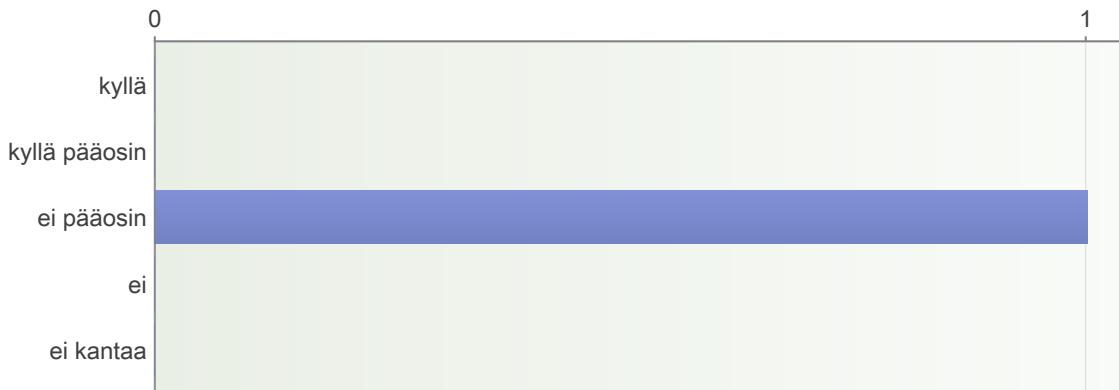 0 1
kyllä
kyllä pääosin
ei pääosin
ei
ei kantaa